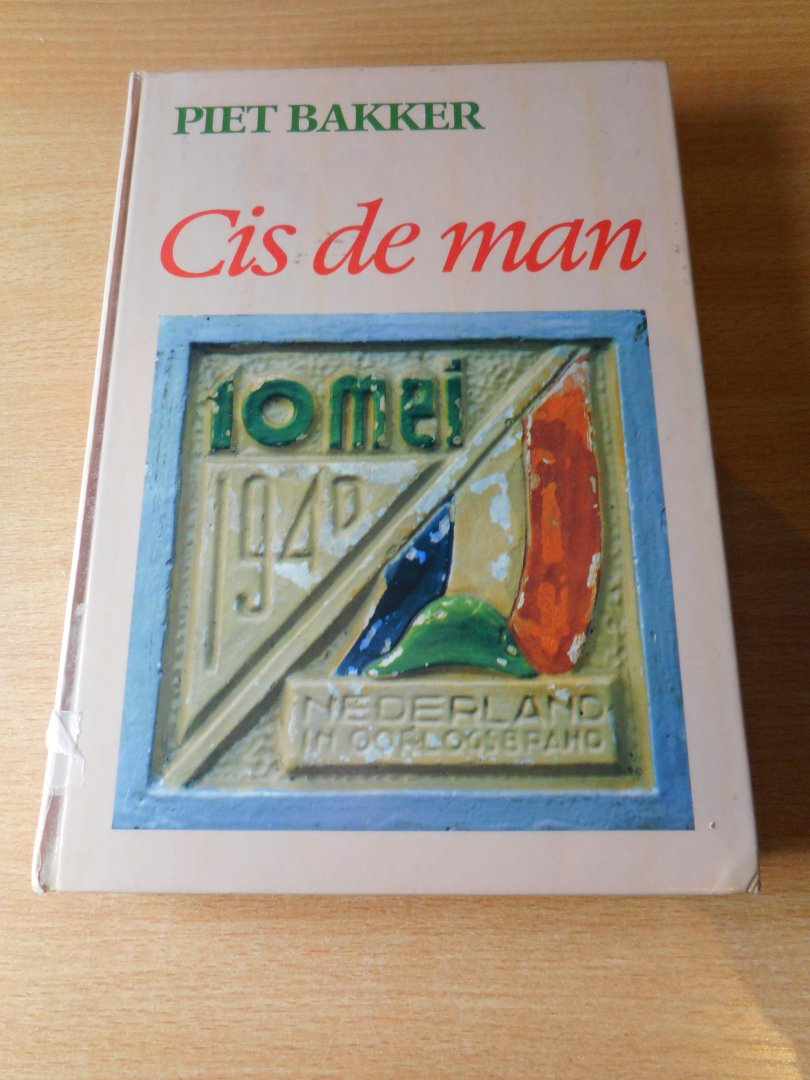 PIET BAKKER
Cis de man
10 mei
1940
NEDERLAND
IN OORLOGSBRAND